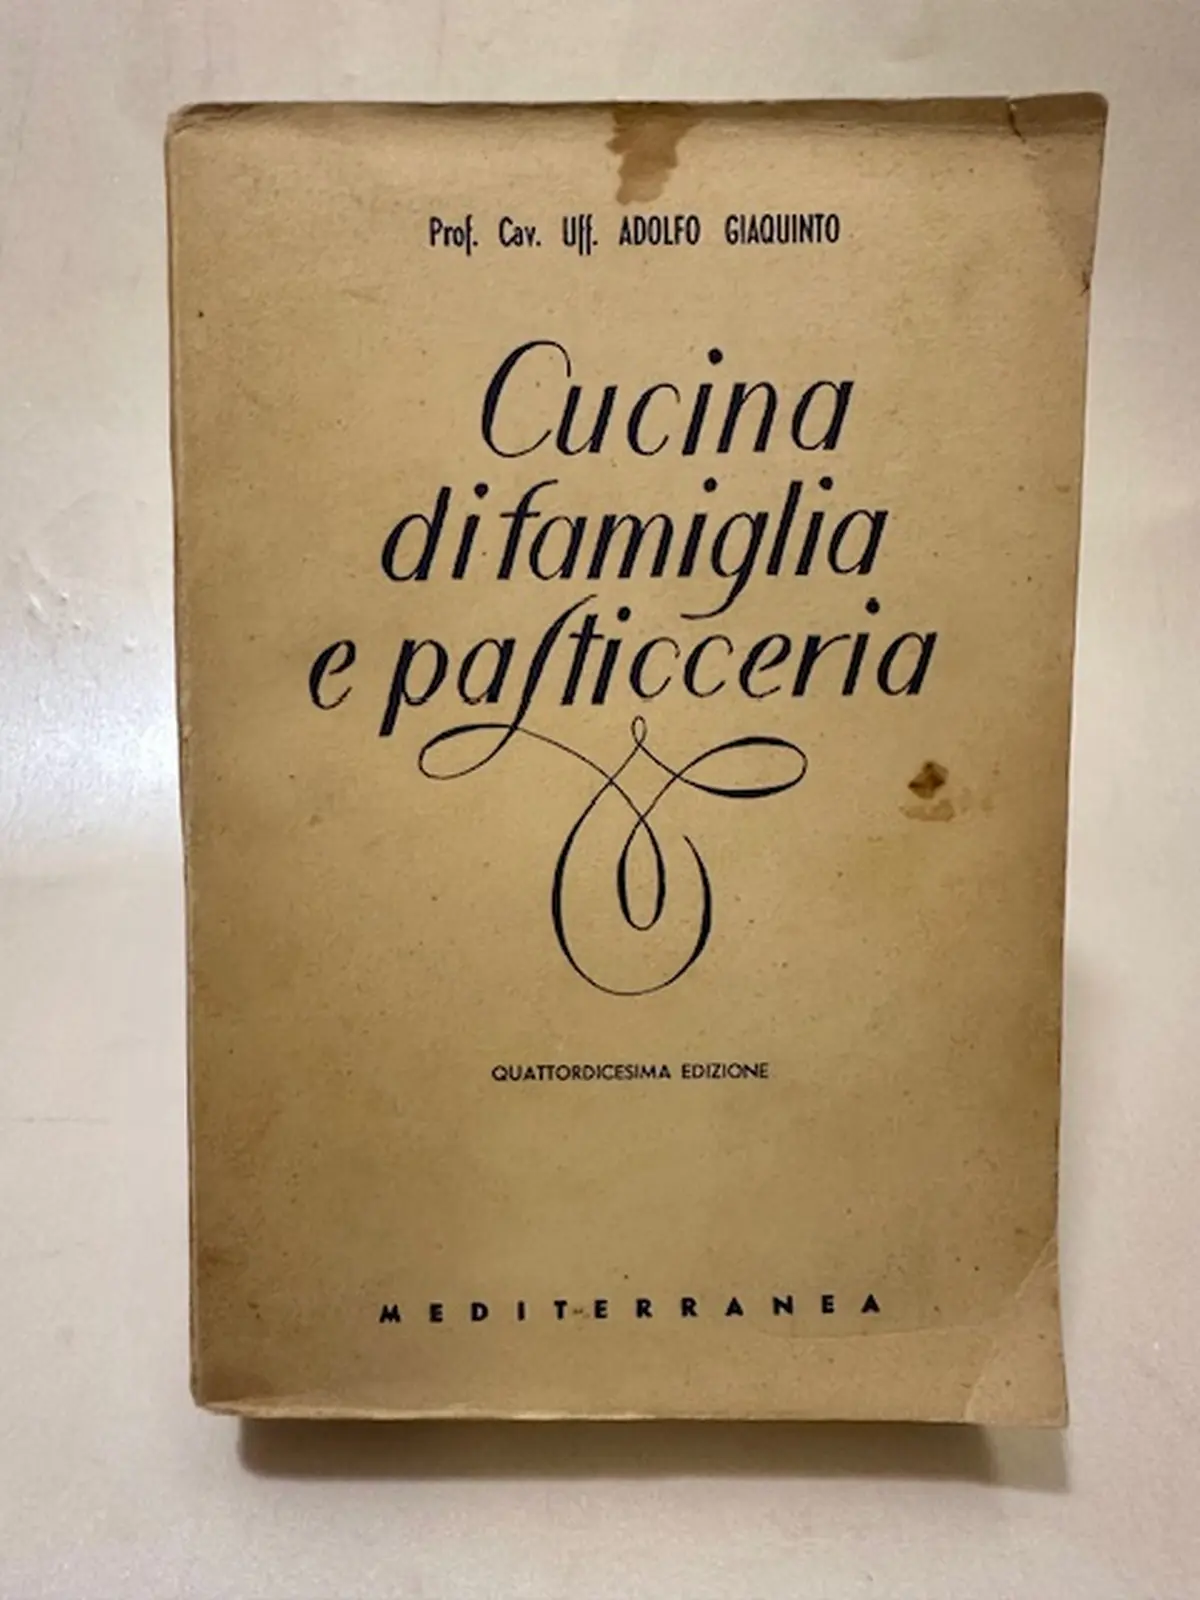 Prof. Cav. Uff. ADOLFO GIAQUINTO
Cucina
di famiglia
e pasticceria
QUATTORDICESIMA EDIZIONE
MEDITERRANEA